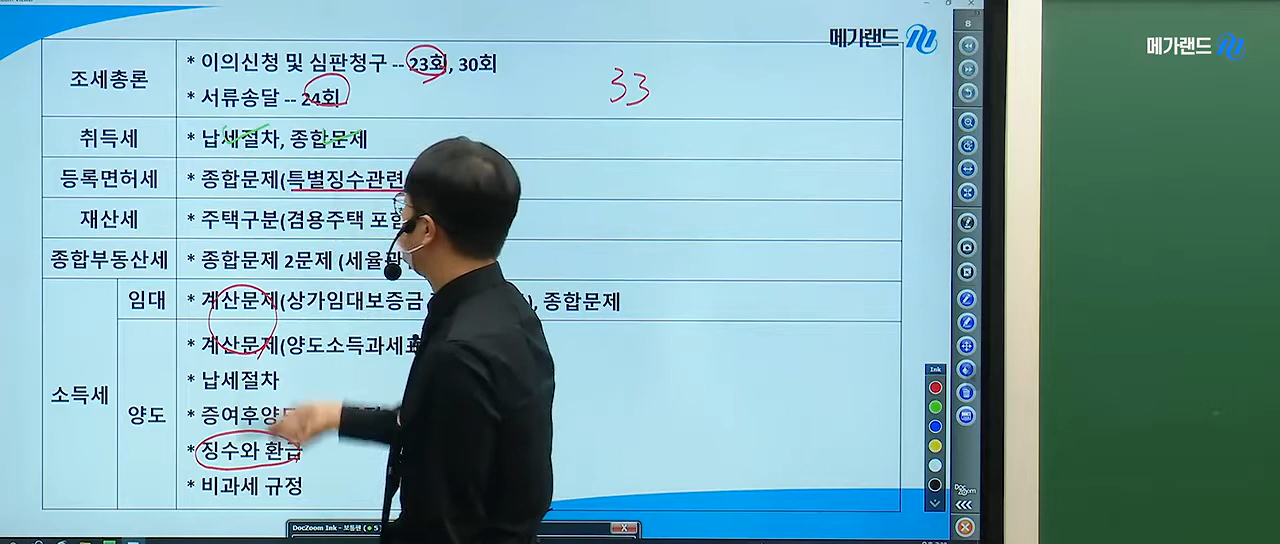 메가랜드
메가랜드
조세총론
* 이의신청 및 심판청구 -- 23회, 30회
* 서류송달 -- 24회
33
취득세
* 납세절차, 종합문제
등록면허세
* 종합문제(특별징수관련
재산세
* 주택구분(겸용주택 포함
종합부동산세
* 종합문제 2문제 (세율
소득세
임대
* 계산문제(상가임대보증금
, 종합문제
양도
* 계산문제(양도소득과세표
* 납세절차
* 증여후양도
* 징수와 환급
* 비과세 규정
Ink
DocZoom Ink - 보통펜 ( 5 )
Doc Zoom
8